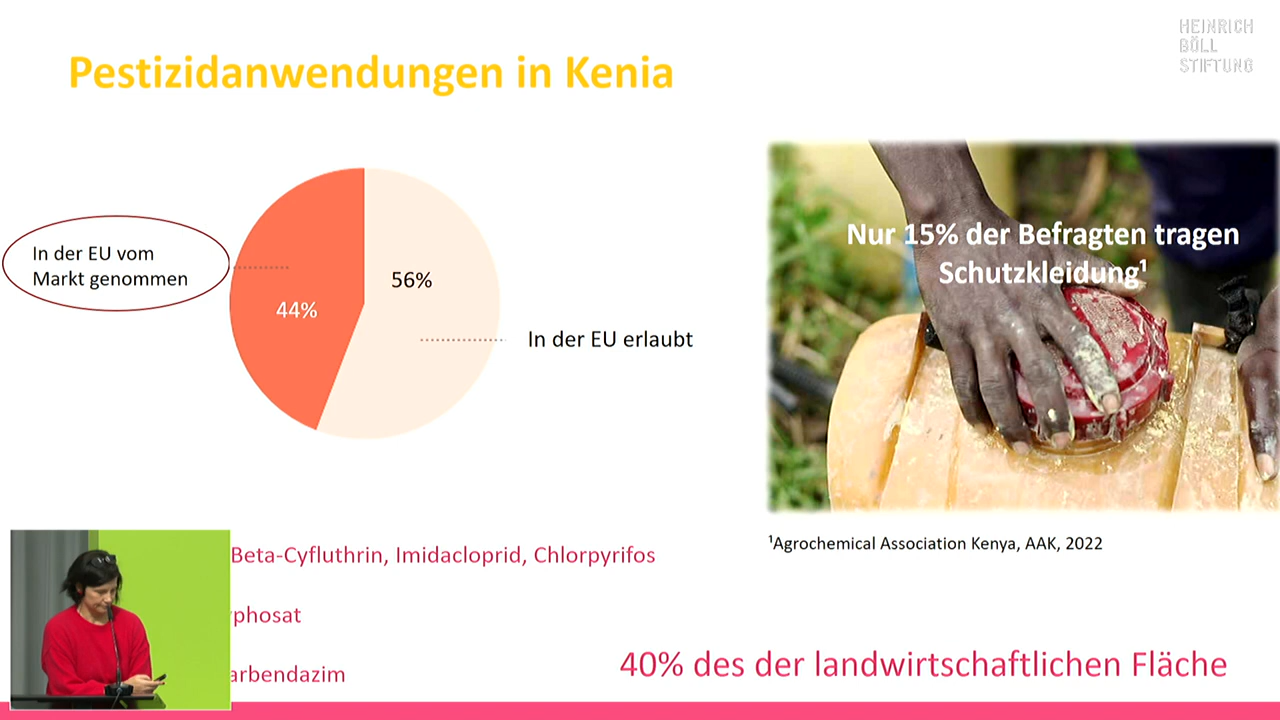 HEINRICH
BÖLL
STIFTUNG
Pestizidanwendungen in Kenia
In der EU vom
Markt genommen
44%
56%
In der EU erlaubt
Nur 15% der Befragten tragen
Schutzkleidung¹
¹Agrochemical Association Kenya, AAK, 2022
Beta-Cyfluthrin, Imidacloprid, Chlorpyrifos
yphosat
arbendazim
40% des der landwirtschaftlichen Fläche